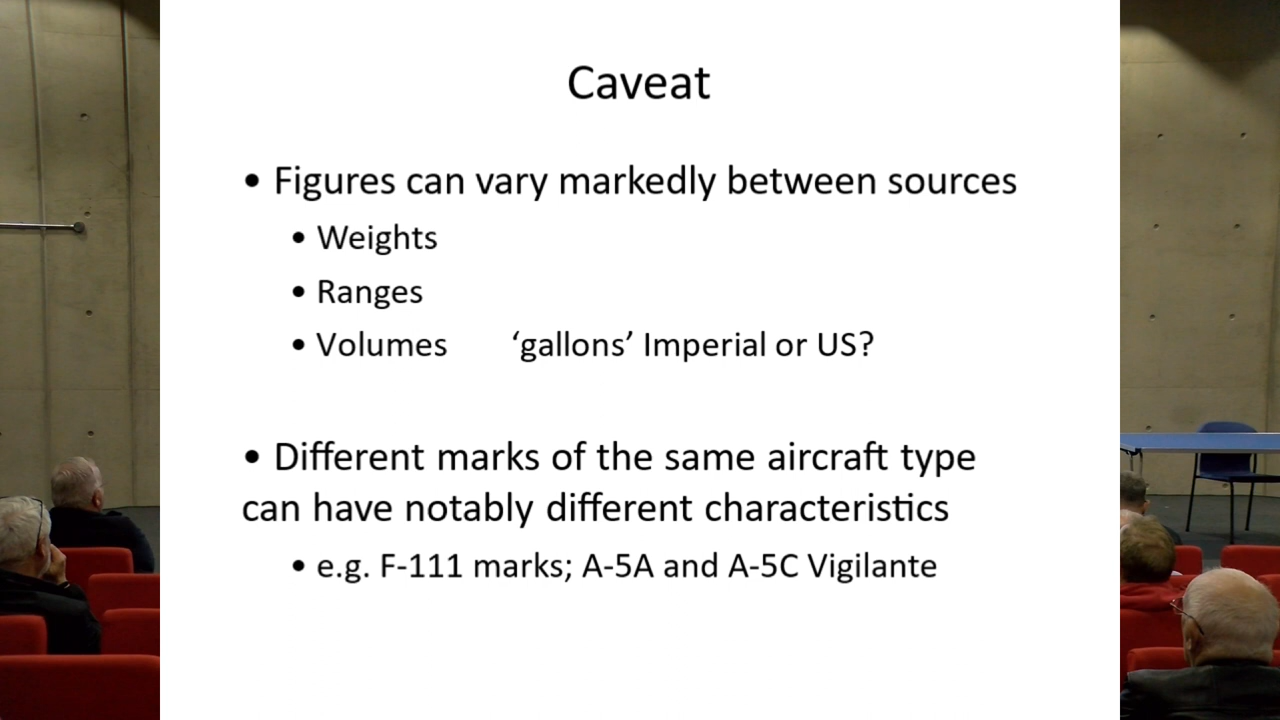 Caveat
• Figures can vary markedly between sources
• Weights
• Ranges
• Volumes ‘gallons’ Imperial or US?
• Different marks of the same aircraft type
can have notably different characteristics
• e.g. F-111 marks; A-5A and A-5C Vigilante